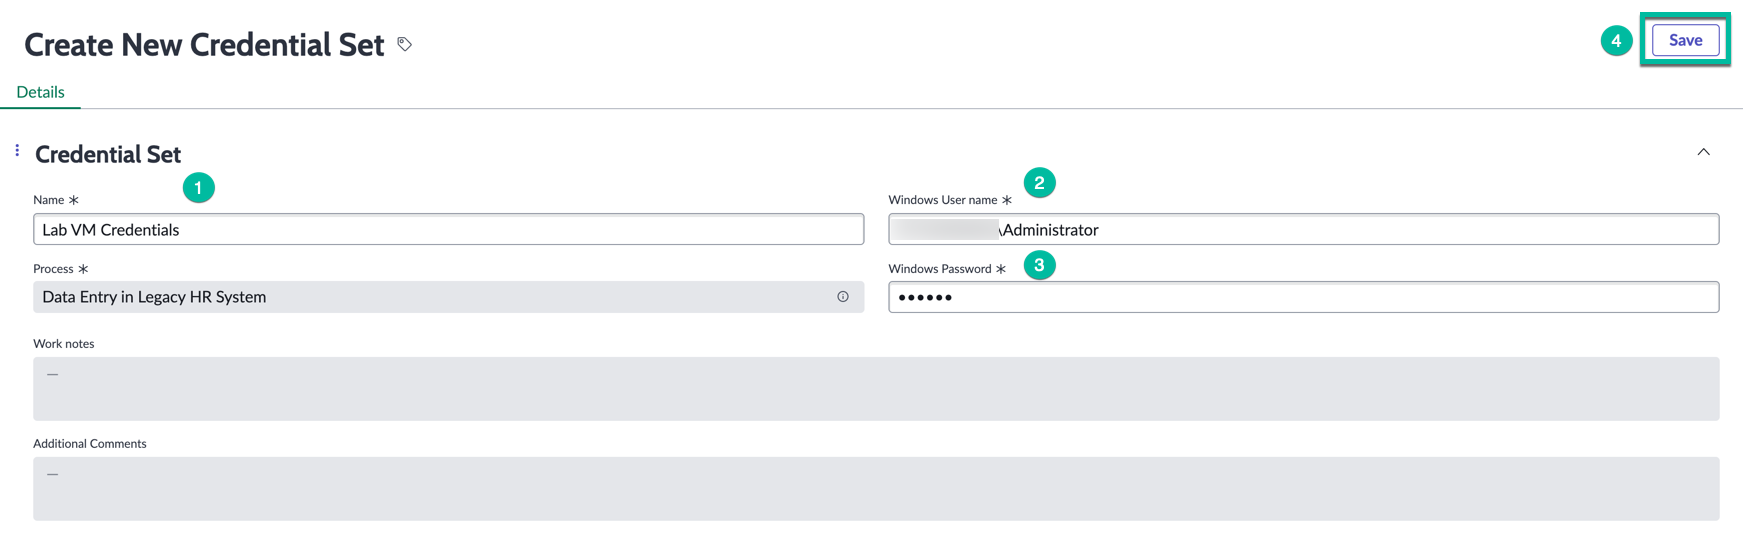 Create New Credential Set
4
Save
Details
Credential Set
1
2
Name *
Windows User name *
Lab VM Credentials
\Administrator
3
Process *
Windows Password *
Data Entry in Legacy HR System
••••••
Work notes
—
Additional Comments
—